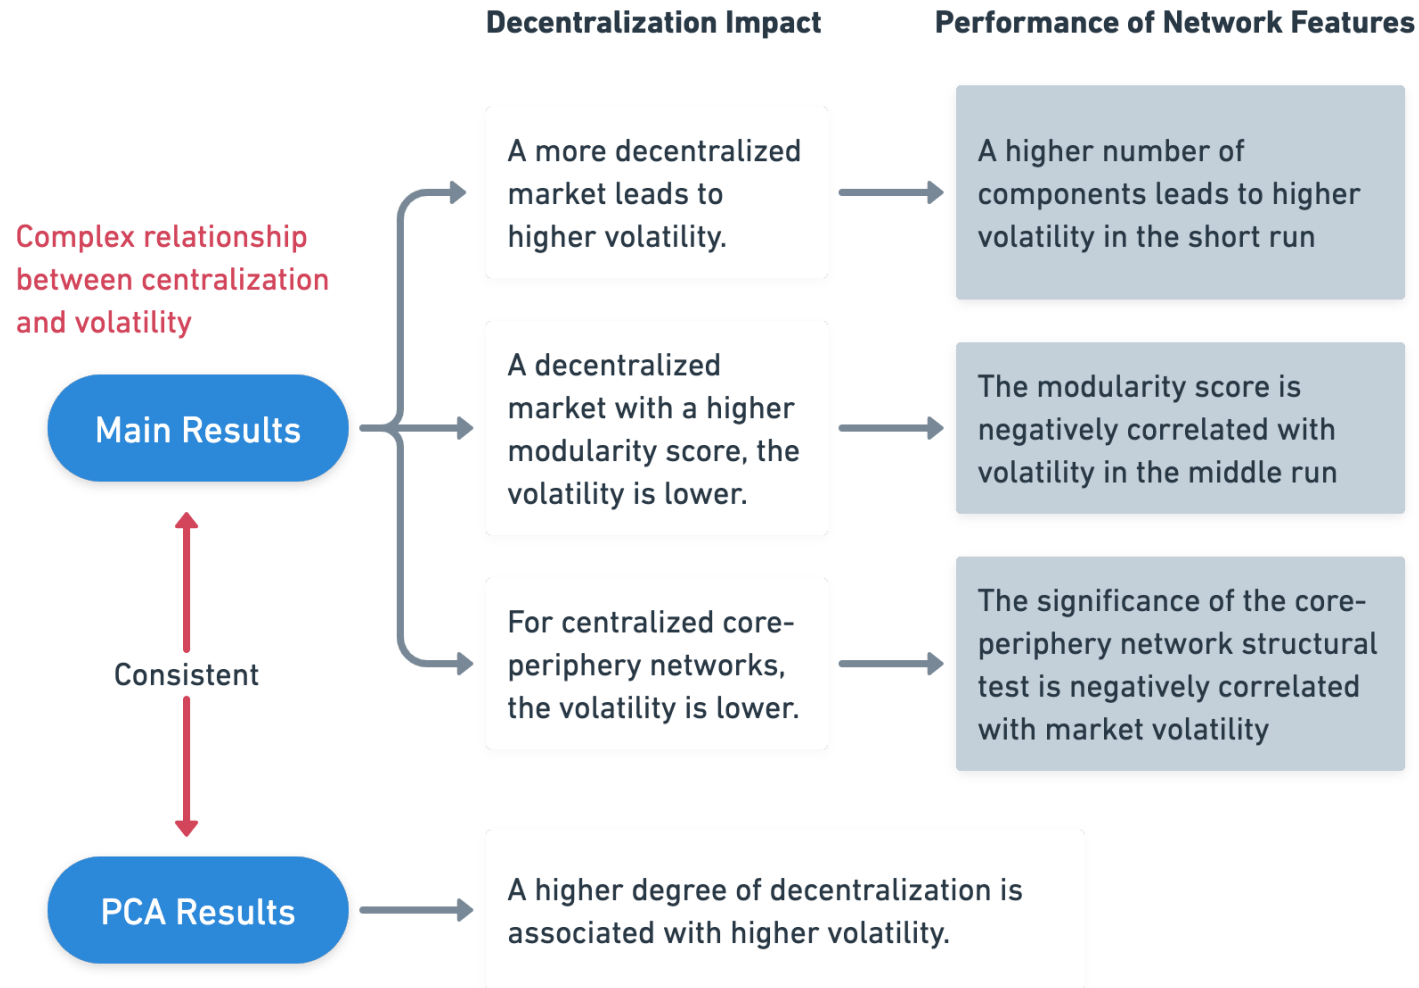 Decentralization Impact
Performance of Network Features
Complex relationship
between centralization
and volatility
Main Results
A more decentralized
market leads to
higher volatility.
A higher number of
components leads to higher
volatility in the short run
A decentralized
market with a higher
modularity score, the
volatility is lower.
The modularity score is
negatively correlated with
volatility in the middle run
For centralized core-
periphery networks,
the volatility is lower.
The significance of the core-
periphery network structural
test is negatively correlated
with market volatility
Consistent
PCA Results
A higher degree of decentralization is
associated with higher volatility.